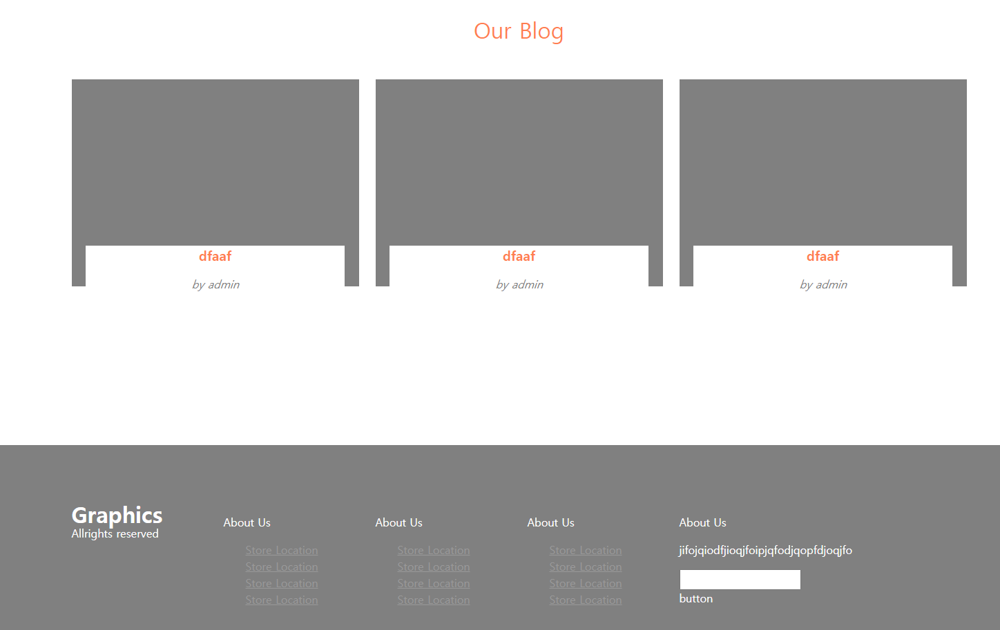 Our Blog
dfaaf
by admin
dfaaf
by admin
dfaaf
by admin
Graphics
Allrights reserved
About Us
Store Location
Store Location
Store Location
Store Location
About Us
Store Location
Store Location
Store Location
Store Location
About Us
Store Location
Store Location
Store Location
Store Location
About Us
jifojqiodfjioqjfoipjqfodjqopfdjoqjfo
button